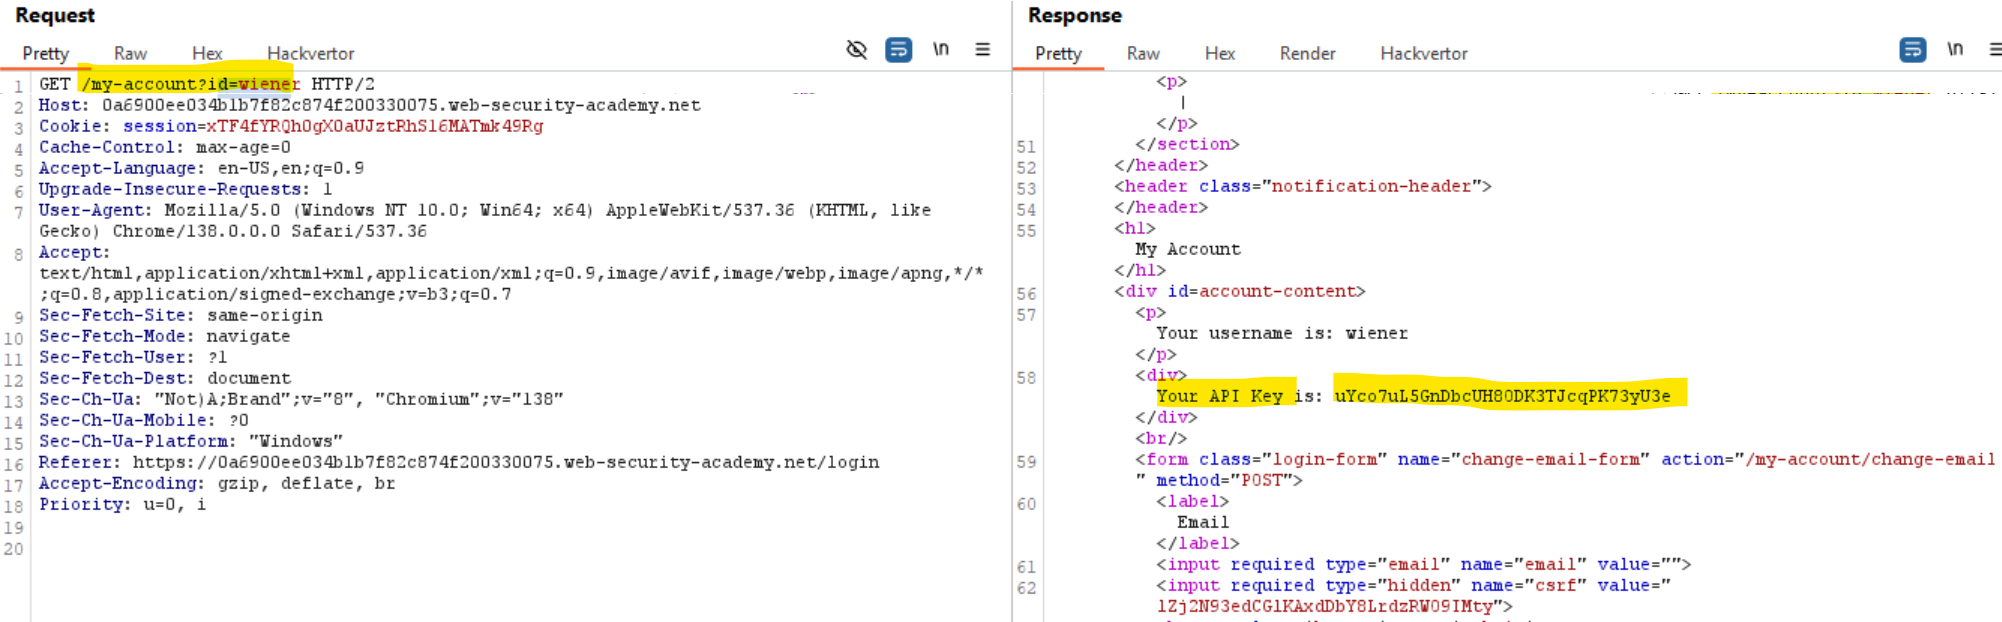 Request
Pretty Raw Hex Hackvertor \n
1 GET /my-account?id=wiener HTTP/2
2 Host: 0a6900ee034b1b7f82c874f200330075.web-security-academy.net
3 Cookie: session=xTF4fYRQhOgXOaUJztRhSl6MATmk49Rg
4 Cache-Control: max-age=0
5 Accept-Language: en-US,en;q=0.9
6 Upgrade-Insecure-Requests: 1
7 User-Agent: Mozilla/5.0 (Windows NT 10.0; Win64; x64) AppleWebKit/537.36 (KHTML, like
Gecko) Chrome/138.0.0.0 Safari/537.36
8 Accept:
text/html,application/xhtml+xml,application/xml;q=0.9,image/avif,image/webp,image/apng,*/*
;q=0.8,application/signed-exchange;v=b3;q=0.7
9 Sec-Fetch-Site: same-origin
10 Sec-Fetch-Mode: navigate
11 Sec-Fetch-User: ?1
12 Sec-Fetch-Dest: document
13 Sec-Ch-Ua: "Not)A;Brand";v="8", "Chromium";v="138"
14 Sec-Ch-Ua-Mobile: ?0
15 Sec-Ch-Ua-Platform: "Windows"
16 Referer: https://0a6900ee034b1b7f82c874f200330075.web-security-academy.net/login
17 Accept-Encoding: gzip, deflate, br
18 Priority: u=0, i
19
20
Response
Pretty Raw Hex Render Hackvertor \n
<p>
|
</p>
51 </section>
52 </header>
53 <header class="notification-header">
54 </header>
55 <h1>
My Account
</h1>
56 <div id=account-content>
57 <p>
Your username is: wiener
</p>
58 <div>
Your API Key is: uYco7uL5GnDbcUH80DK3TJcqPK73yU3e
</div>
<br/>
59 <form class="login-form" name="change-email-form" action="/my-account/change-email
" method="POST">
60 <label>
Email
</label>
61 <input required type="email" name="email" value="">
62 <input required type="hidden" name="csrf" value="
lZj2N93edCGlKAxdDbY8LrdzRW09IMty">